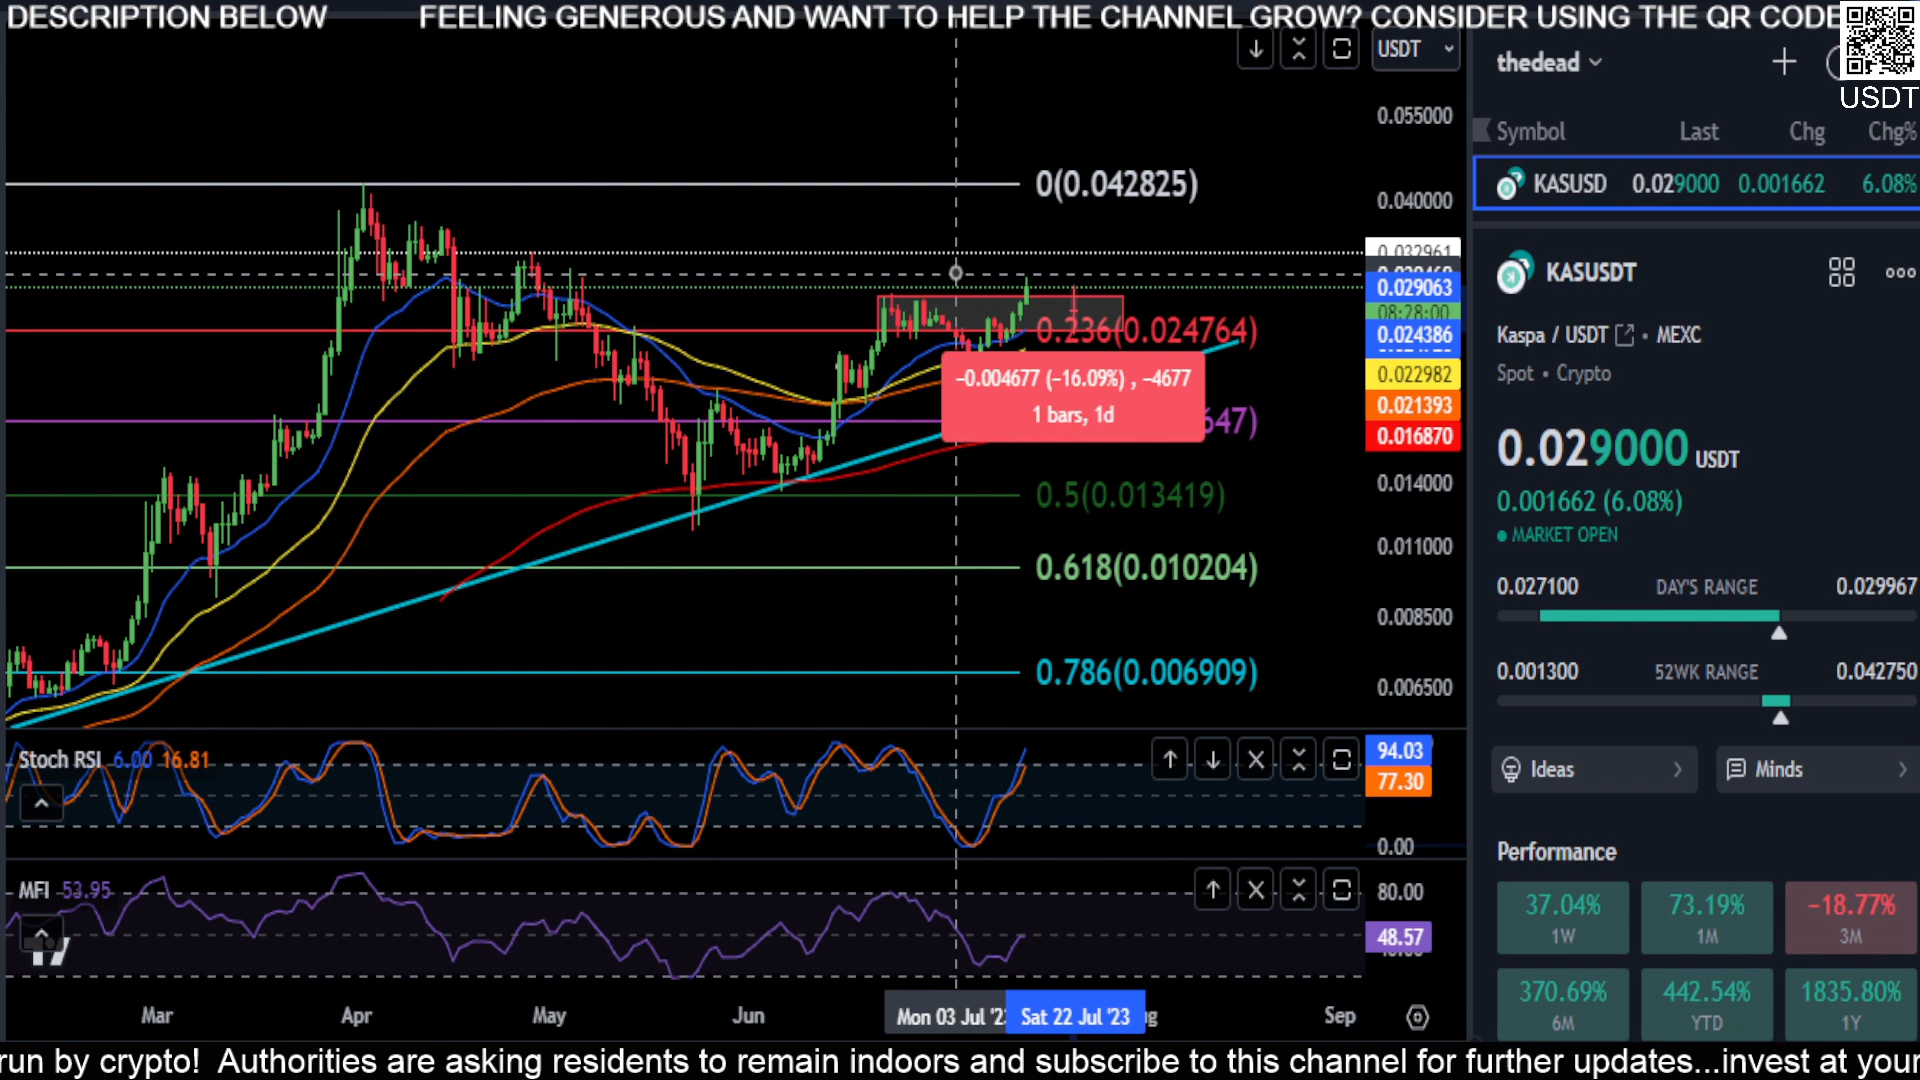 DESCRIPTION BELOW FEELING GENEROUS AND WANT TO HELP THE CHANNEL GROW? CONSIDER USING THE QR CODE
USDT
thedead
USDT
Symbol Last Chg Chg%
KASUSD 0.029000 0.001662 6.08%
KASUSDT
Kaspa / USDT • MEXC
Spot • Crypto
0.029000 USDT
0.001662 (6.08%)
MARKET OPEN
0.027100 DAY'S RANGE 0.029967
0.001300 52WK RANGE 0.042750
Ideas
Minds
Performance
37.04% 73.19% −18.77%
1W 1M 3M
370.69% 442.54% 1835.80%
6M YTD 1Y
0.055000
0.040000
0.032961
0.029063
08:28:00
0.024386
0.022982
0.021393
0.016870
0.014000
0.011000
0.008500
0.006500
0(0.042825)
0.236(0.024764)
−0.004677 (−16.09%) , −4677
1 bars, 1d
647)
0.5(0.013419)
0.618(0.010204)
0.786(0.006909)
Stoch RSI 6.00 16.81
94.03
77.30
0.00
MFI 53.95
80.00
48.57
Mar Apr May Jun Mon 03 Jul '23 Sat 22 Jul '23 Sep
run by crypto! Authorities are asking residents to remain indoors and subscribe to this channel for further updates...invest at your